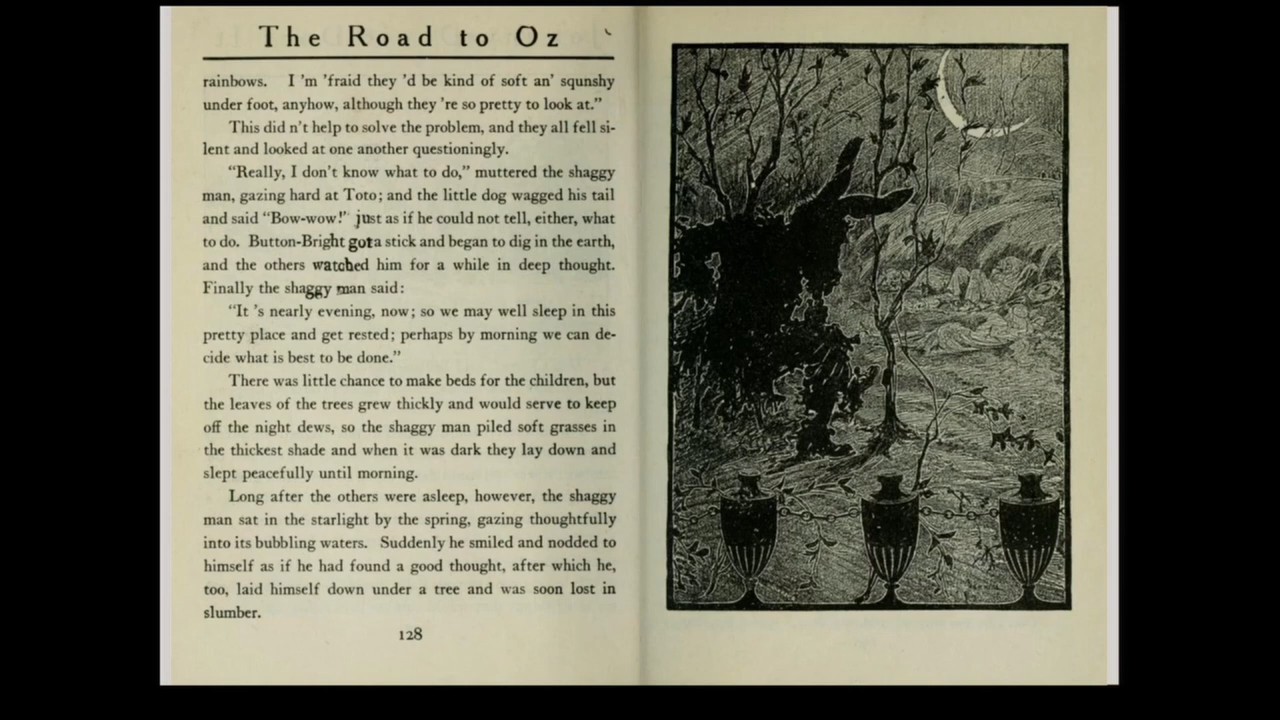 The Road to Oz
rainbows. I 'm 'fraid they 'd be kind of soft an' squnshy
under foot, anyhow, although they 're so pretty to look at."
This did n't help to solve the problem, and they all fell si-
lent and looked at one another questioningly.
"Really, I don't know what to do," muttered the shaggy
man, gazing hard at Toto; and the little dog wagged his tail
and said "Bow-wow!" just as if he could not tell, either, what
to do. Button-Bright got a stick and began to dig in the earth,
and the others watched him for a while in deep thought.
Finally the shaggy man said:
"It 's nearly evening, now; so we may well sleep in this
pretty place and get rested; perhaps by morning we can de-
cide what is best to be done."
There was little chance to make beds for the children, but
the leaves of the trees grew thickly and would serve to keep
off the night dews, so the shaggy man piled soft grasses in
the thickest shade and when it was dark they lay down and
slept peacefully until morning.
Long after the others were asleep, however, the shaggy
man sat in the starlight by the spring, gazing thoughtfully
into its bubbling waters. Suddenly he smiled and nodded to
himself as if he had found a good thought, after which he,
too, laid himself down under a tree and was soon lost in
slumber.
128